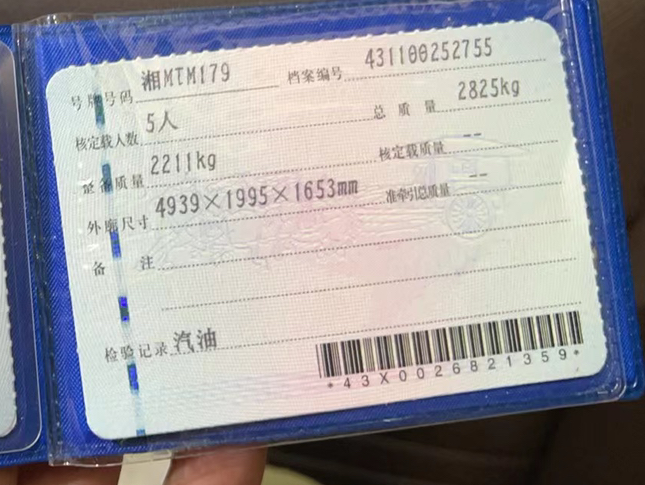 号牌号码 湘MTM179 档案编号 431100252755
核定载人数 5人 总质量 2825kg
整备质量 2211kg 核定载质量 --
外廓尺寸 4939×1995×1653mm 准牵引总质量 --
备注
检验记录 汽油
*43X0026821359*